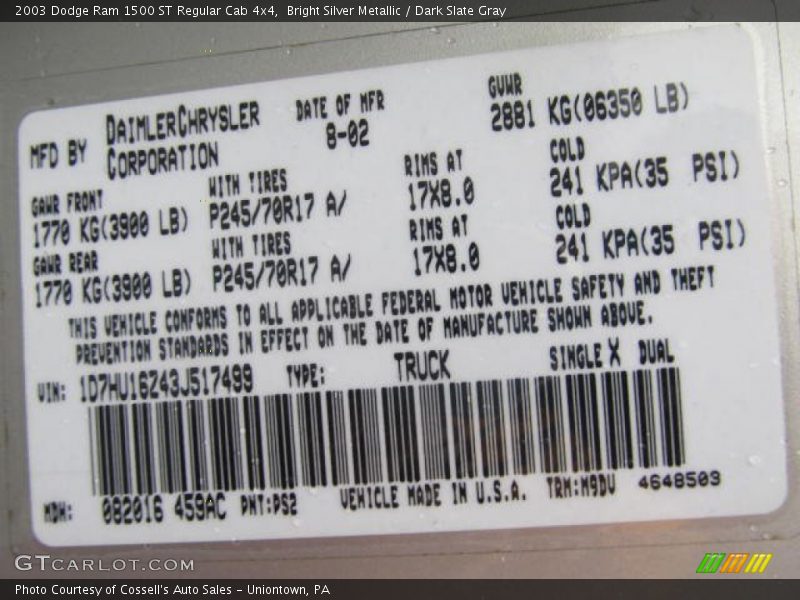 2003 Dodge Ram 1500 ST Regular Cab 4x4, Bright Silver Metallic / Dark Slate Gray
MFD BY DAIMLERCHRYSLER CORPORATION DATE OF MFR 8-02 GVWR 2881 KG(06350 LB)
GAWR FRONT WITH TIRES RIMS AT COLD
1770 KG(3900 LB) P245/70R17 A/ 17X8.0 241 KPA(35 PSI)
GAWR REAR WITH TIRES RIMS AT COLD
1770 KG(3900 LB) P245/70R17 A/ 17X8.0 241 KPA(35 PSI)
THIS VEHICLE CONFORMS TO ALL APPLICABLE FEDERAL MOTOR VEHICLE SAFETY AND THEFT
PREVENTION STANDARDS IN EFFECT ON THE DATE OF MANUFACTURE SHOWN ABOVE.
VIN: 1D7HU16Z43J517499 TYPE: TRUCK SINGLE X DUAL
MDH: 082016 459AC PNT:PS2 VEHICLE MADE IN U.S.A. TRM:M9DV 4648503
GTCARLOT.COM
Photo Courtesy of Cossell's Auto Sales - Uniontown, PA